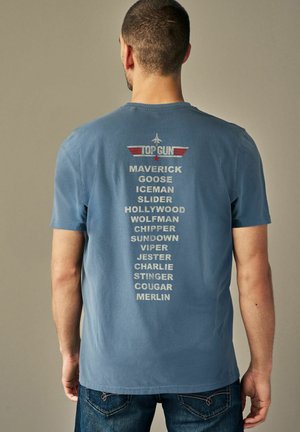 TOP GUN
MAVERICK
GOOSE
ICEMAN
SLIDER
HOLLYWOOD
WOLFMAN
CHIPPER
SUNDOWN
VIPER
JESTER
CHARLIE
STINGER
COUGAR
MERLIN